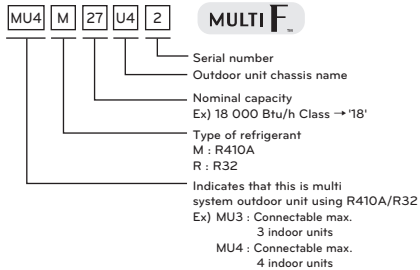 MU4 M 27 U4 2 MULTI F™
Serial number
Outdoor unit chassis name
Nominal capacity
Ex) 18 000 Btu/h Class → '18'
Type of refrigerant
M : R410A
R : R32
Indicates that this is multi
system outdoor unit using R410A/R32
Ex) MU3 : Connectable max.
3 indoor units
MU4 : Connectable max.
4 indoor units